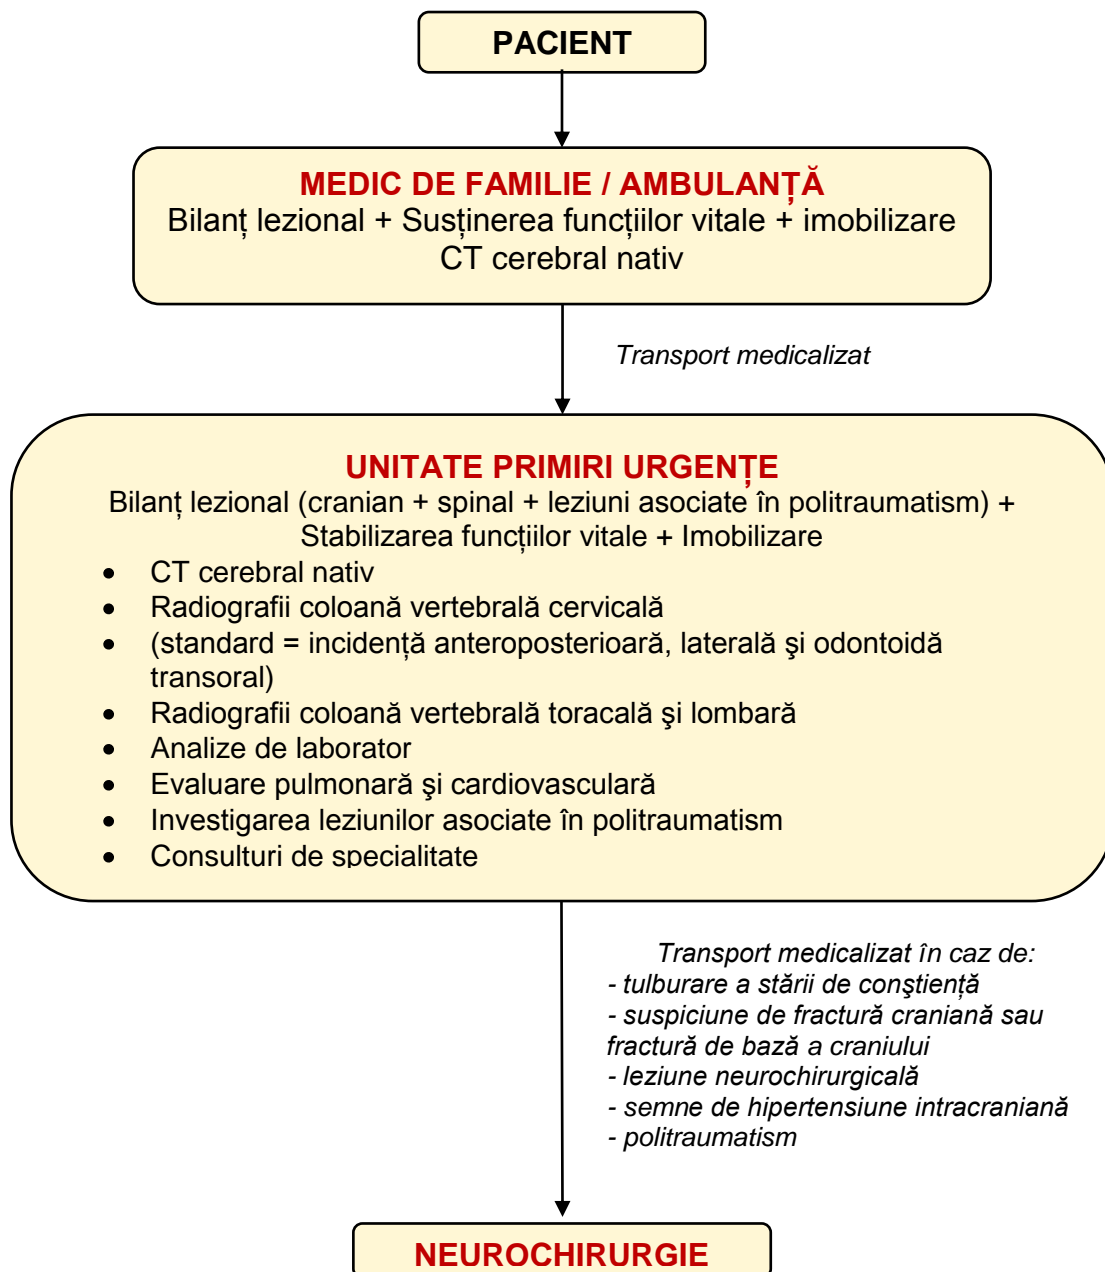 PACIENT
MEDIC DE FAMILIE / AMBULANȚĂ
Bilanț lezional + Susținerea funcțiilor vitale + imobilizare
CT cerebral nativ
Transport medicalizat
UNITATE PRIMIRI URGENȚE
Bilanț lezional (cranian + spinal + leziuni asociate în politraumatism) +
Stabilizarea funcțiilor vitale + Imobilizare
• CT cerebral nativ
• Radiografii coloană vertebrală cervicală
• (standard = incidență anteroposterioară, laterală şi odontoidă
transoral)
• Radiografii coloană vertebrală toracală şi lombară
• Analize de laborator
• Evaluare pulmonară şi cardiovasculară
• Investigarea leziunilor asociate în politraumatism
• Consulturi de specialitate
Transport medicalizat în caz de:
- tulburare a stării de conştiență
- suspiciune de fractură craniană sau
fractură de bază a craniului
- leziune neurochirurgicală
- semne de hipertensiune intracraniană
- politraumatism
NEUROCHIRURGIE